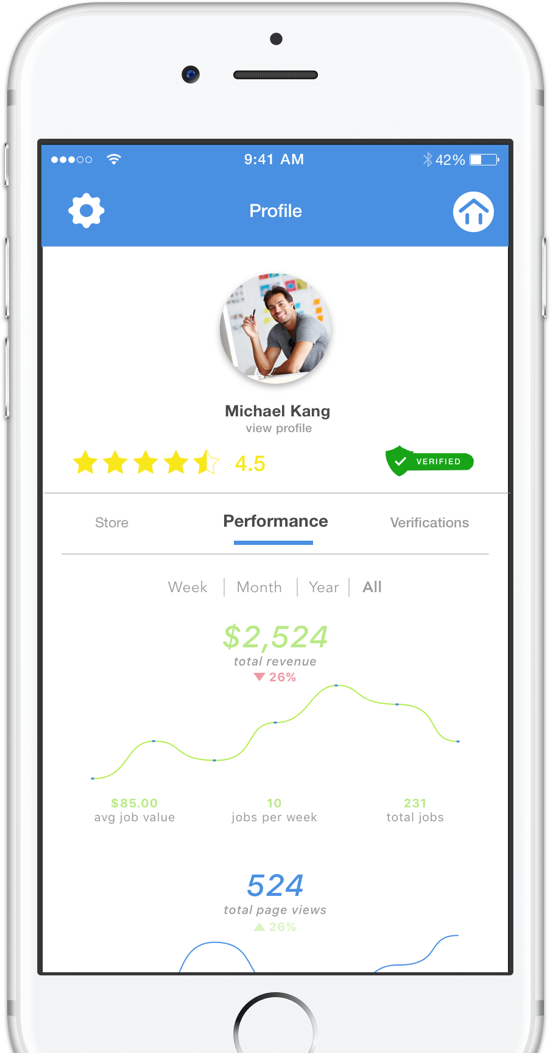 9:41 AM 42%
Profile
Michael Kang
view profile
4.5 VERIFIED
Store Performance Verifications
Week Month Year All
$2,524
total revenue
26%
$85.00 10 231
avg job value jobs per week total jobs
524
total page views
26%